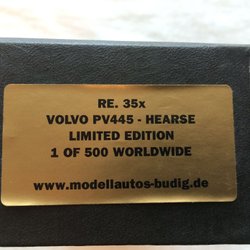 RE. 35x
VOLVO PV445 - HEARSE
LIMITED EDITION
1 OF 500 WORLDWIDE
www.modellautos-budig.de